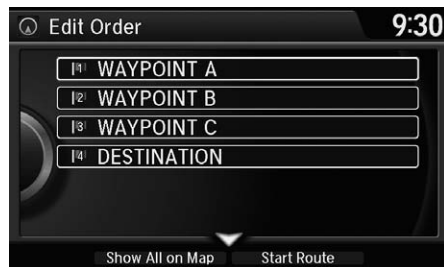 Edit Order 9:30
1 WAYPOINT A
2 WAYPOINT B
3 WAYPOINT C
4 DESTINATION
Show All on Map Start Route